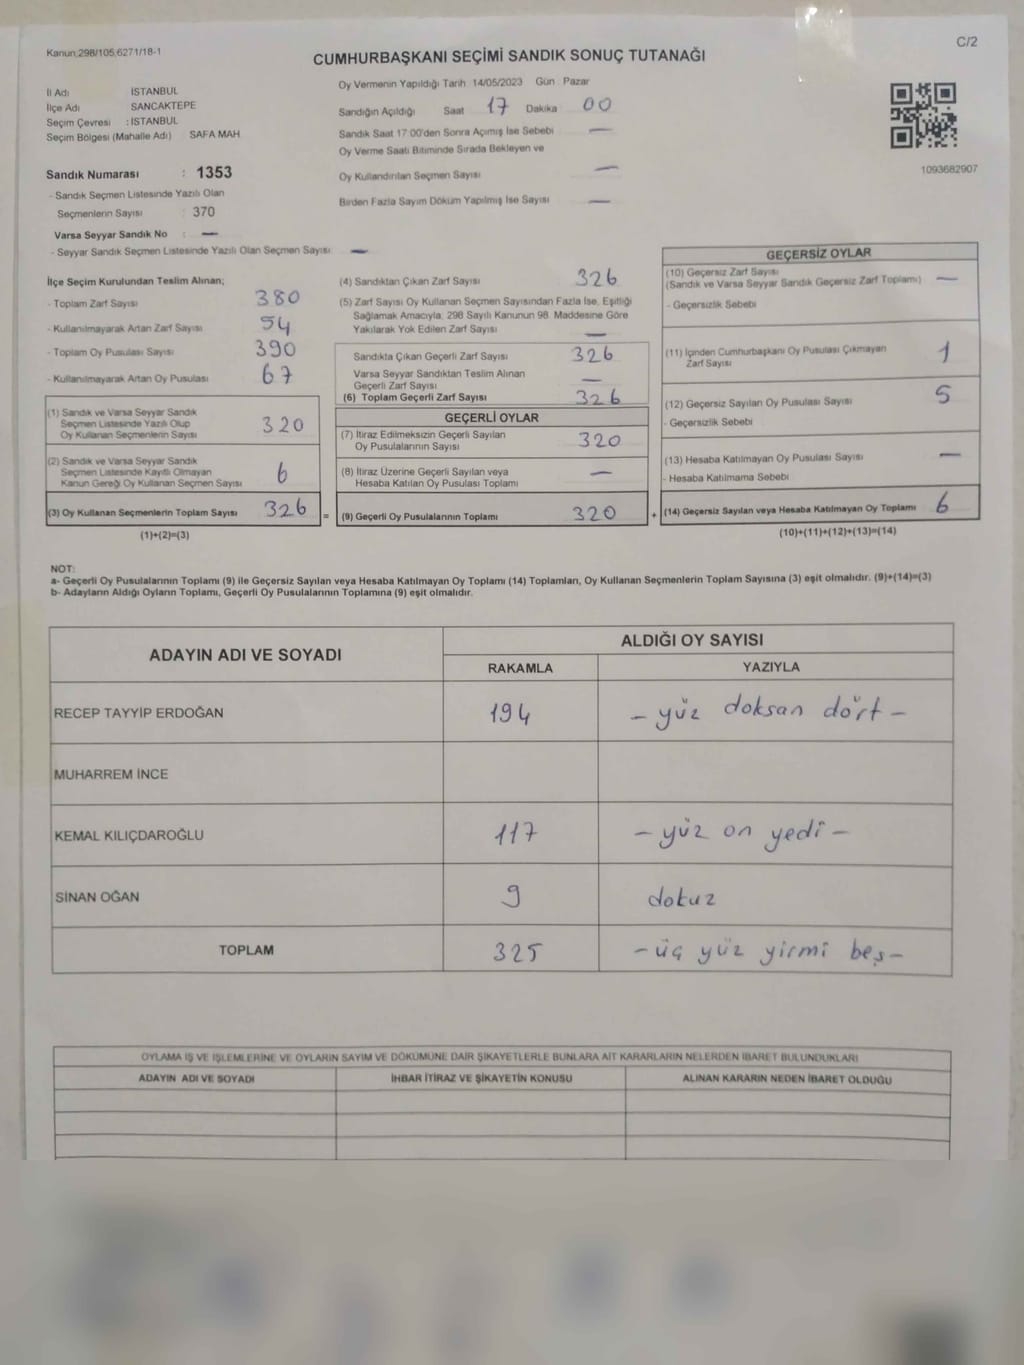 Kanun:298/105,6271/18-1
C/2
CUMHURBAŞKANI SEÇİMİ SANDIK SONUÇ TUTANAĞI
İl Adı İSTANBUL
İlçe Adı SANCAKTEPE
Seçim Çevresi : İSTANBUL
Seçim Bölgesi (Mahalle Adı) SAFA MAH
Oy Vermenin Yapıldığı Tarih 14/05/2023 Gün Pazar
Sandığın Açıldığı Saat 17 Dakika 00
Sandık Saat 17:00'den Sonra Açımış İse Sebebi —
Oy Verme Saati Bitiminde Sırada Bekleyen ve
Oy Kullandırılan Seçmen Sayısı —
Birden Fazla Sayım Döküm Yapılmış İse Sayısı —
1093682907
Sandık Numarası : 1353
- Sandık Seçmen Listesinde Yazılı Olan
Seçmenlerin Sayısı : 370
Varsa Seyyar Sandık No : —
- Seyyar Sandık Seçmen Listesinde Yazılı Olan Seçmen Sayısı —
İlçe Seçim Kurulundan Teslim Alınan;
- Toplam Zarf Sayısı 380
- Kullanılmayarak Artan Zarf Sayısı 54
- Toplam Oy Pusulası Sayısı 390
- Kullanılmayarak Artan Oy Pusulası 67
(1) Sandık ve Varsa Seyyar Sandık
Seçmen Listesinde Yazılı Olup
Oy Kullanan Seçmenlerin Sayısı 320
(2) Sandık ve Varsa Seyyar Sandık
Seçmen Listesinde Kayıtlı Olmayan
Kanun Gereği Oy Kullanan Seçmen Sayısı 6
(3) Oy Kullanan Seçmenlerin Toplam Sayısı 326 =
(1)+(2)=(3)
(4) Sandıktan Çıkan Zarf Sayısı 326
(5) Zarf Sayısı Oy Kullanan Seçmen Sayısından Fazla İse, Eşitliği
Sağlamak Amacıyla, 298 Sayılı Kanunun 98. Maddesine Göre
Yakılarak Yok Edilen Zarf Sayısı —
Sandıkta Çıkan Geçerli Zarf Sayısı 326
Varsa Seyyar Sandıktan Teslim Alınan
Geçerli Zarf Sayısı —
(6) Toplam Geçerli Zarf Sayısı 326
GEÇERLİ OYLAR
(7) İtiraz Edilmeksizin Geçerli Sayılan
Oy Pusulalarının Sayısı 320
(8) İtiraz Üzerine Geçerli Sayılan veya
Hesaba Katılan Oy Pusulası Toplamı —
(9) Geçerli Oy Pusulalarının Toplamı 320 +
GEÇERSİZ OYLAR
(10) Geçersiz Zarf Sayısı
(Sandık ve Varsa Seyyar Sandık Geçersiz Zarf Toplamı) —
- Geçersizlik Sebebi
(11) İçinden Cumhurbaşkanı Oy Pusulası Çıkmayan
Zarf Sayısı 1
(12) Geçersiz Sayılan Oy Pusulası Sayısı 5
- Geçersizlik Sebebi
(13) Hesaba Katılmayan Oy Pusulası Sayısı —
- Hesaba Katılmama Sebebi
(14) Geçersiz Sayılan veya Hesaba Katılmayan Oy Toplamı 6
(10)+(11)+(12)+(13)=(14)
NOT:
a- Geçerli Oy Pusulalarının Toplamı (9) ile Geçersiz Sayılan veya Hesaba Katılmayan Oy Toplamı (14) Toplamları, Oy Kullanan Seçmenlerin Toplam Sayısına (3) eşit olmalıdır. (9)+(14)=(3)
b- Adayların Aldığı Oyların Toplamı, Geçerli Oy Pusulalarının Toplamına (9) eşit olmalıdır.
ADAYIN ADI VE SOYADI ALDIĞI OY SAYISI
RAKAMLA YAZIYLA
RECEP TAYYİP ERDOĞAN 194 - yüz doksan dört -
MUHARREM İNCE
KEMAL KILIÇDAROĞLU 117 - yüz on yedi -
SİNAN OĞAN 9 dokuz
TOPLAM 325 - üç yüz yirmi beş -
OYLAMA İŞ VE İŞLEMLERİNE VE OYLARIN SAYIM VE DÖKÜMÜNE DAİR ŞİKAYETLERLE BUNLARA AİT KARARLARIN NELERDEN İBARET BULUNDUKLARI
ADAYIN ADI VE SOYADI İHBAR İTİRAZ VE ŞİKAYETİN KONUSU ALINAN KARARIN NEDEN İBARET OLDUĞU